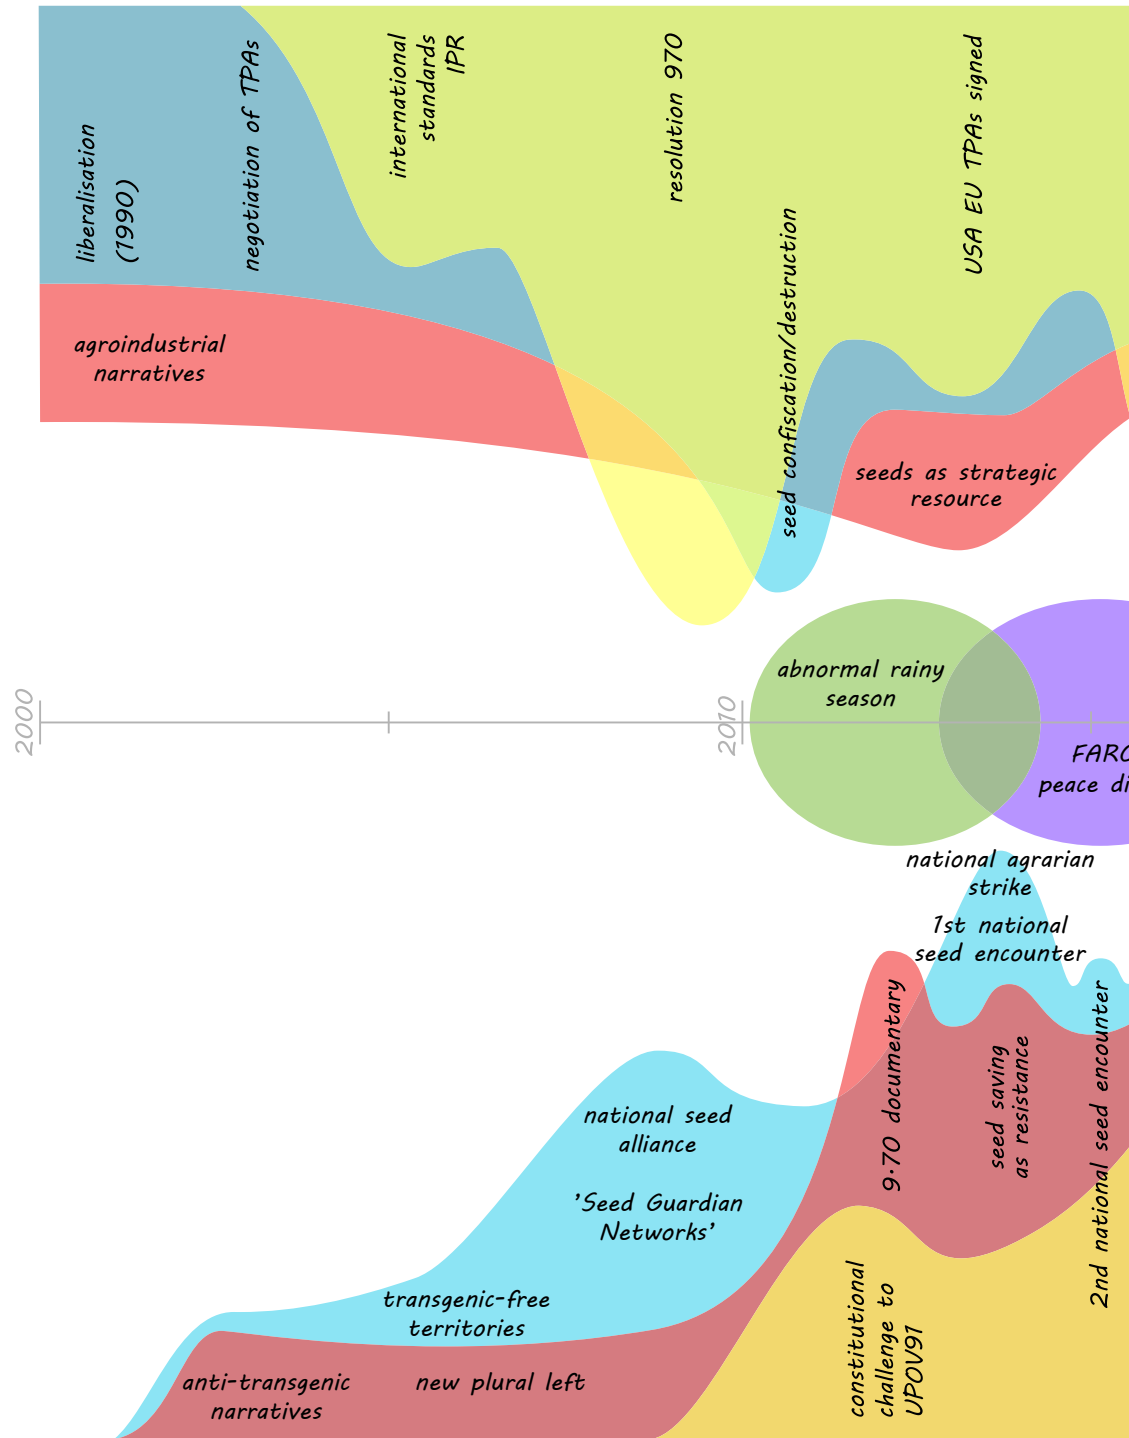 liberalisation
(1990)
negotiation of TPAs
international
standards
IPR
resolution 970
seed confiscation/destruction
USA EU TPAs signed
agroindustrial
narratives
seeds as strategic
resource
abnormal rainy
season
2000
2010
FARC
peace di
national agrarian
strike
1st national
seed encounter
9.70 documentary
seed saving
as resistance
2nd national seed encounter
national seed
alliance
'Seed Guardian
Networks'
transgenic-free
territories
anti-transgenic
narratives
new plural left
constitutional
challenge to
UPOV91